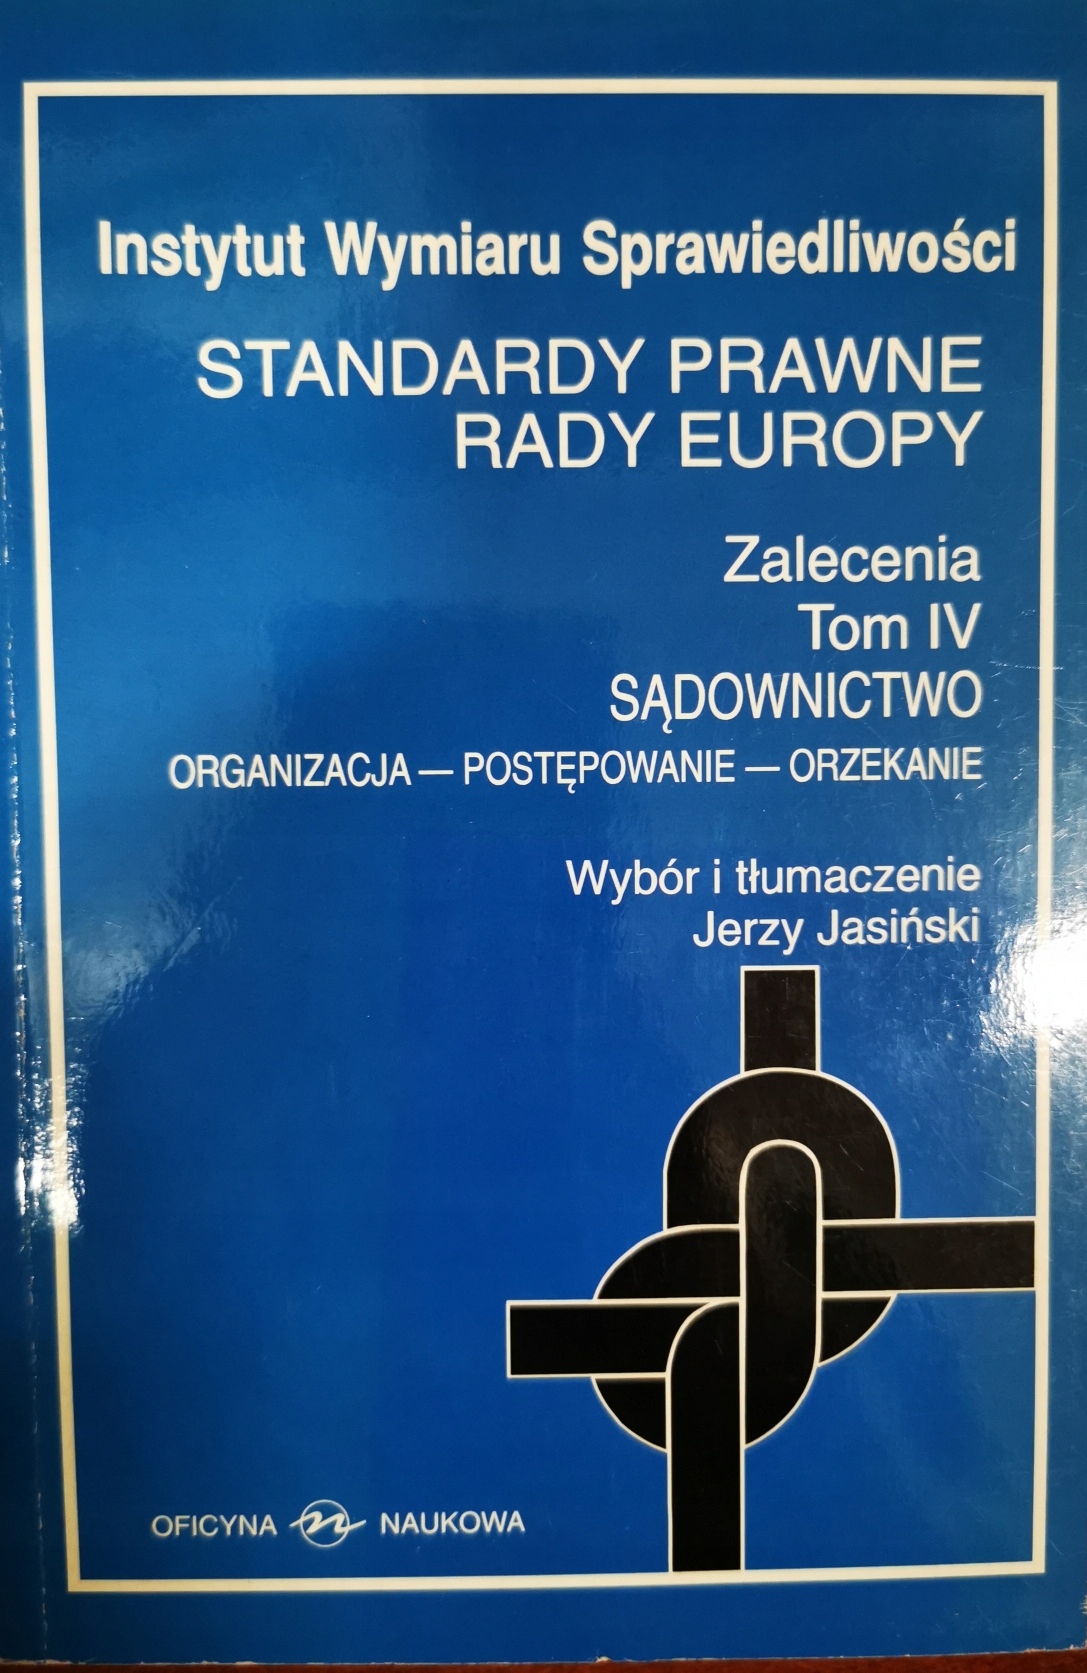 Instytut Wymiaru Sprawiedliwości
STANDARDY PRAWNE
RADY EUROPY
Zalecenia
Tom IV
SĄDOWNICTWO
ORGANIZACJA — POSTĘPOWANIE — ORZEKANIE
Wybór i tłumaczenie
Jerzy Jasiński
OFICYNA NAUKOWA